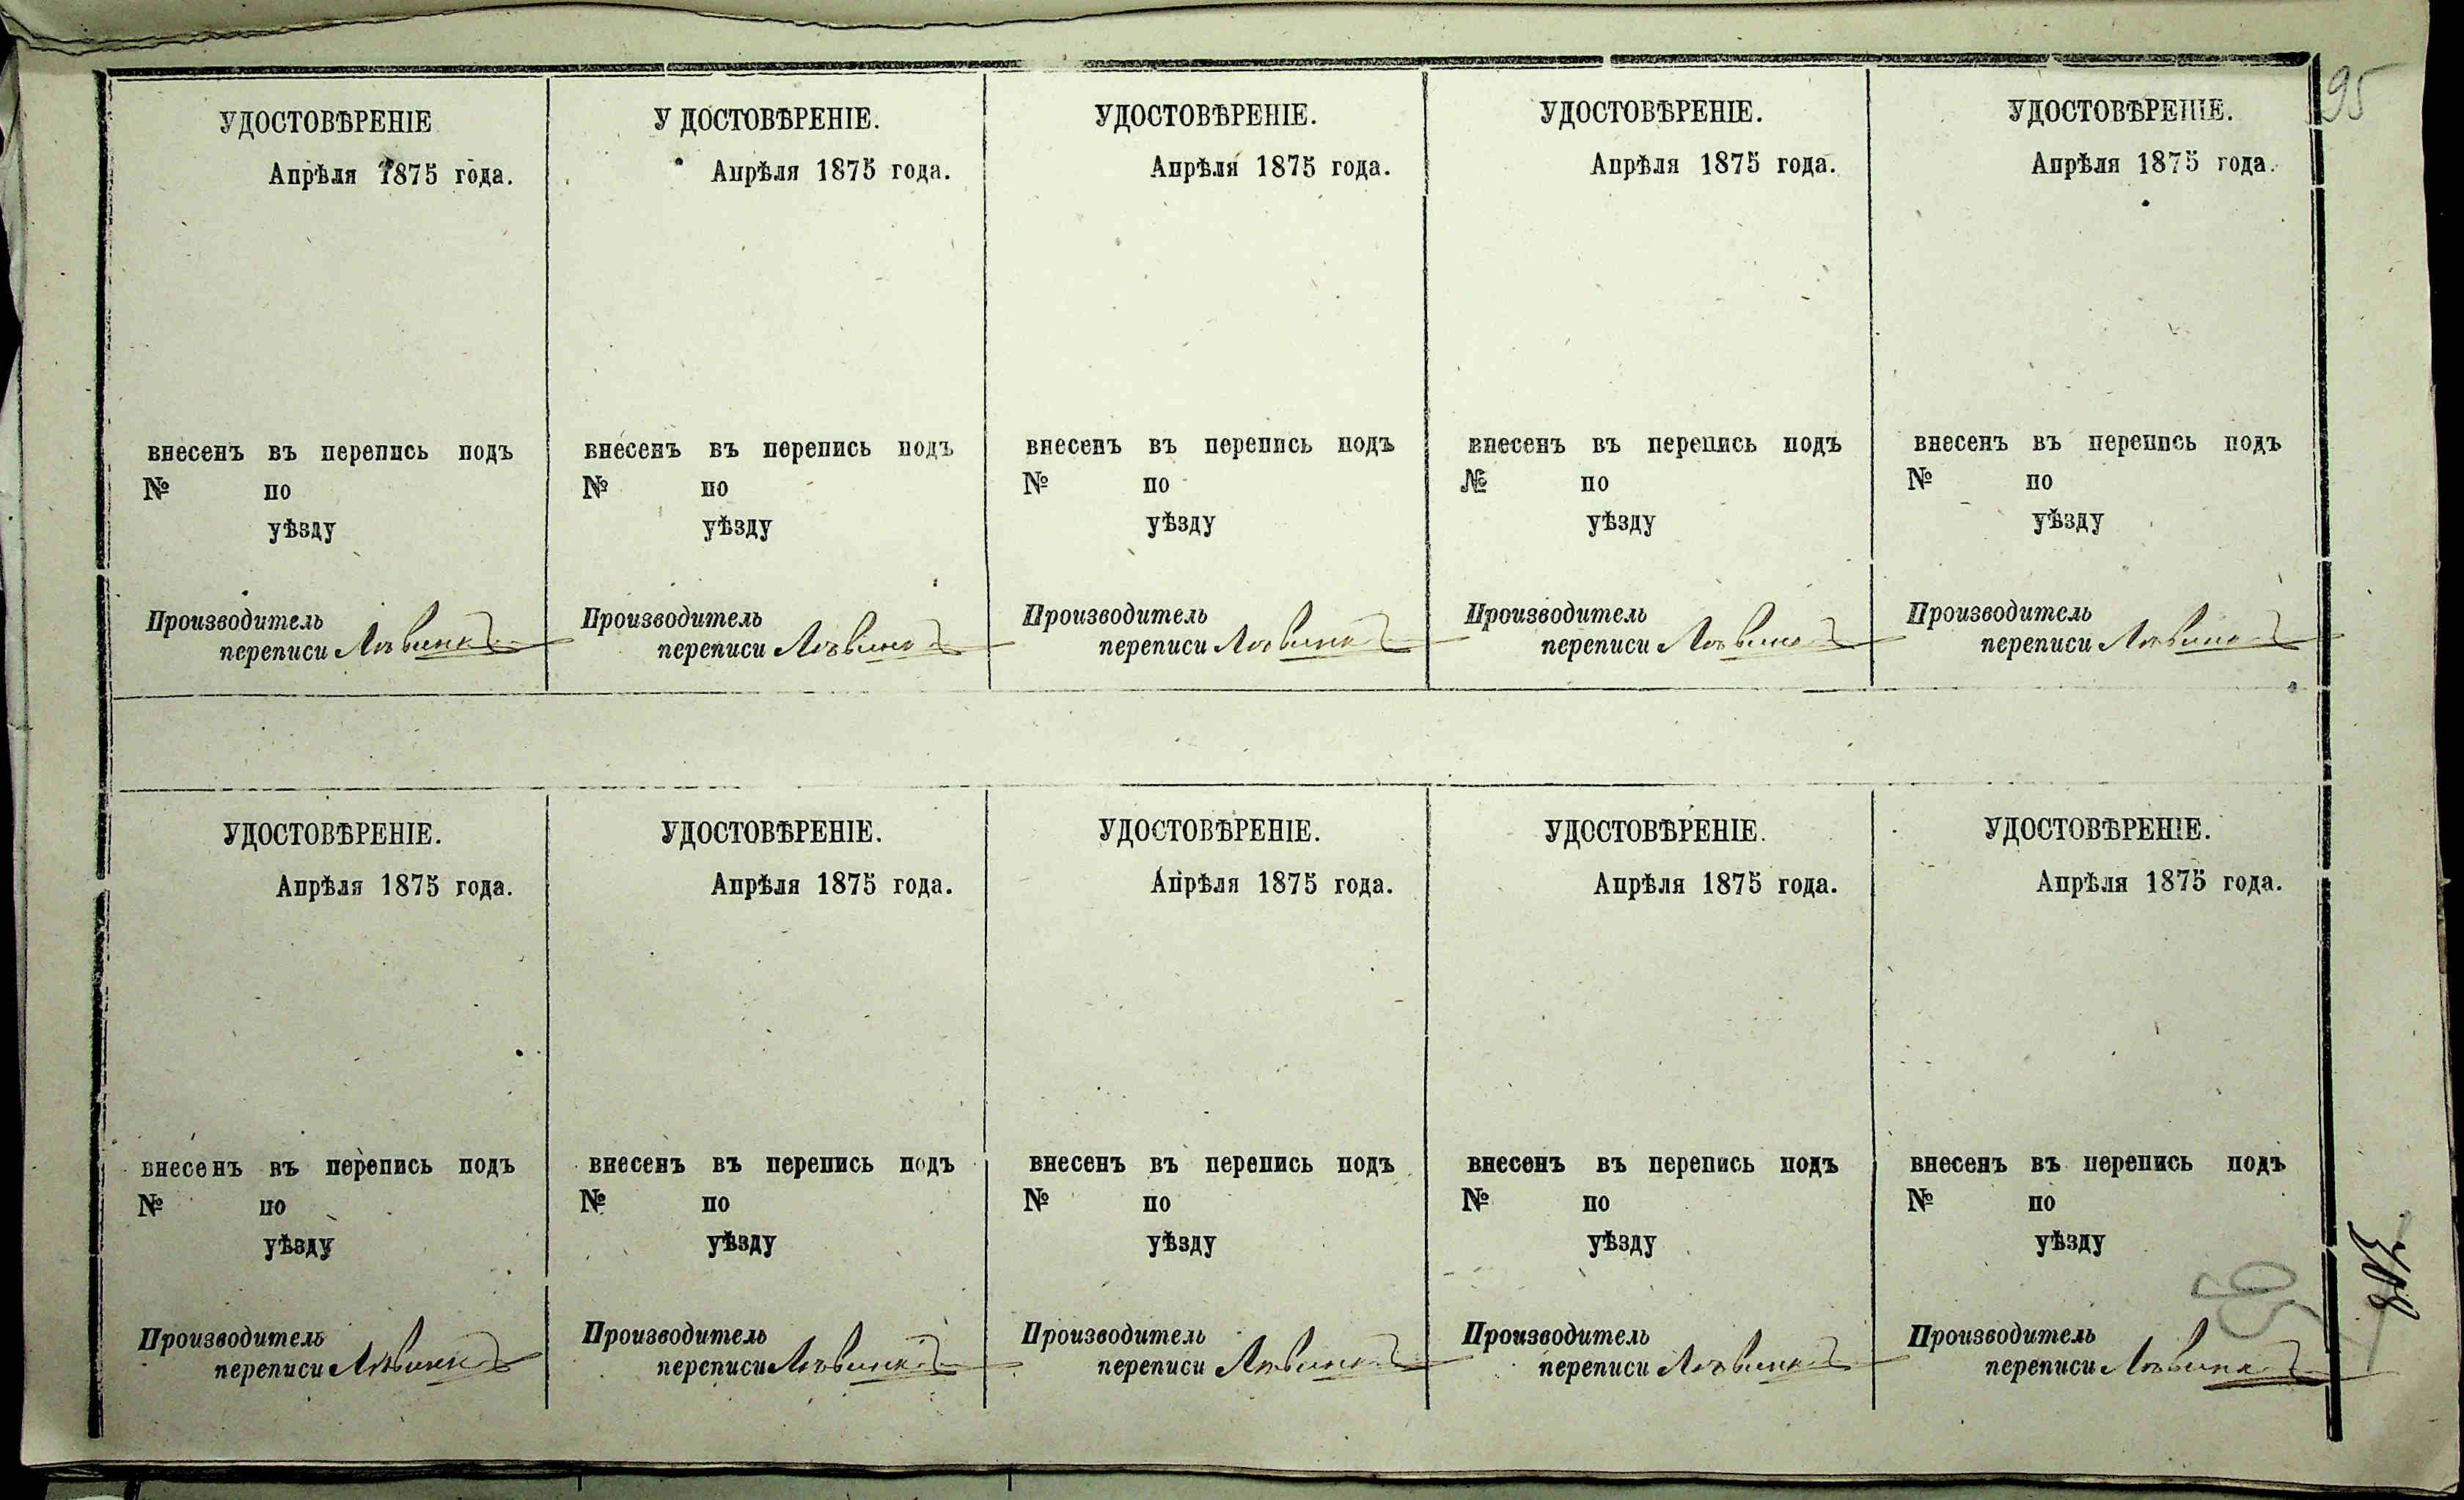 95
УДОСТОВѢРЕНІЕ
Апрѣля 1875 года.
внесенъ въ перепись подъ
№ по
уѣзду
Производитель
переписи
У ДОСТОВѢРЕНІЕ.
Апрѣля 1875 года.
внесенъ въ перепись подъ
№ по
уѣзду
Производитель
переписи
УДОСТОВѢРЕНІЕ.
Апрѣля 1875 года.
внесенъ въ перепись подъ
№ по
уѣзду
Производитель
переписи
УДОСТОВѢРЕНІЕ.
Апрѣля 1875 года.
внесенъ въ перепись подъ
№ по
уѣзду
Производитель
переписи
УДОСТОВѢРЕНІЕ.
Апрѣля 1875 года.
внесенъ въ перепись подъ
№ по
уѣзду
Производитель
переписи
УДОСТОВѢРЕНІЕ.
Апрѣля 1875 года.
внесенъ въ перепись подъ
№ по
уѣзду
Производитель
переписи
УДОСТОВѢРЕНІЕ.
Апрѣля 1875 года.
внесенъ въ перепись подъ
№ по
уѣзду
Производитель
переписи
УДОСТОВѢРЕНІЕ.
Апрѣля 1875 года.
внесенъ въ перепись подъ
№ по
уѣзду
Производитель
переписи
УДОСТОВѢРЕНІЕ.
Апрѣля 1875 года.
внесенъ въ перепись подъ
№ по
уѣзду
Производитель
переписи
УДОСТОВѢРЕНІЕ.
Апрѣля 1875 года.
внесенъ въ перепись подъ
№ по
уѣзду
Производитель
переписи